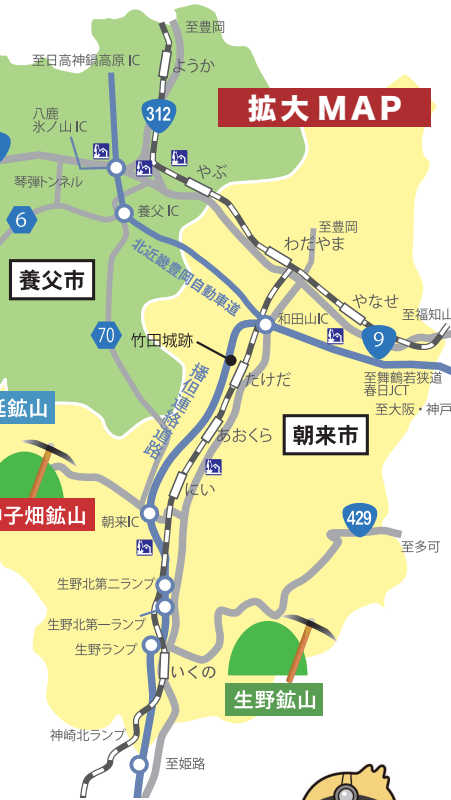 至豊岡
至日高神鍋高原IC
ようか
拡大MAP
312
八鹿
氷ノ山IC
やぶ
琴弾トンネル
養父IC
6
至豊岡
わだやま
北近畿豊岡自動車道
養父市
やなせ
和田山IC
至福知山
70
竹田城跡
9
たけだ
至舞鶴若狭道
春日JCT
至大阪・神戸
播但連絡道路
延鉱山
あおくら
朝来市
にい
子畑鉱山
朝来IC
429
至多可
生野北第二ランプ
生野北第一ランプ
生野ランプ
いくの
生野鉱山
神崎北ランプ
至姫路